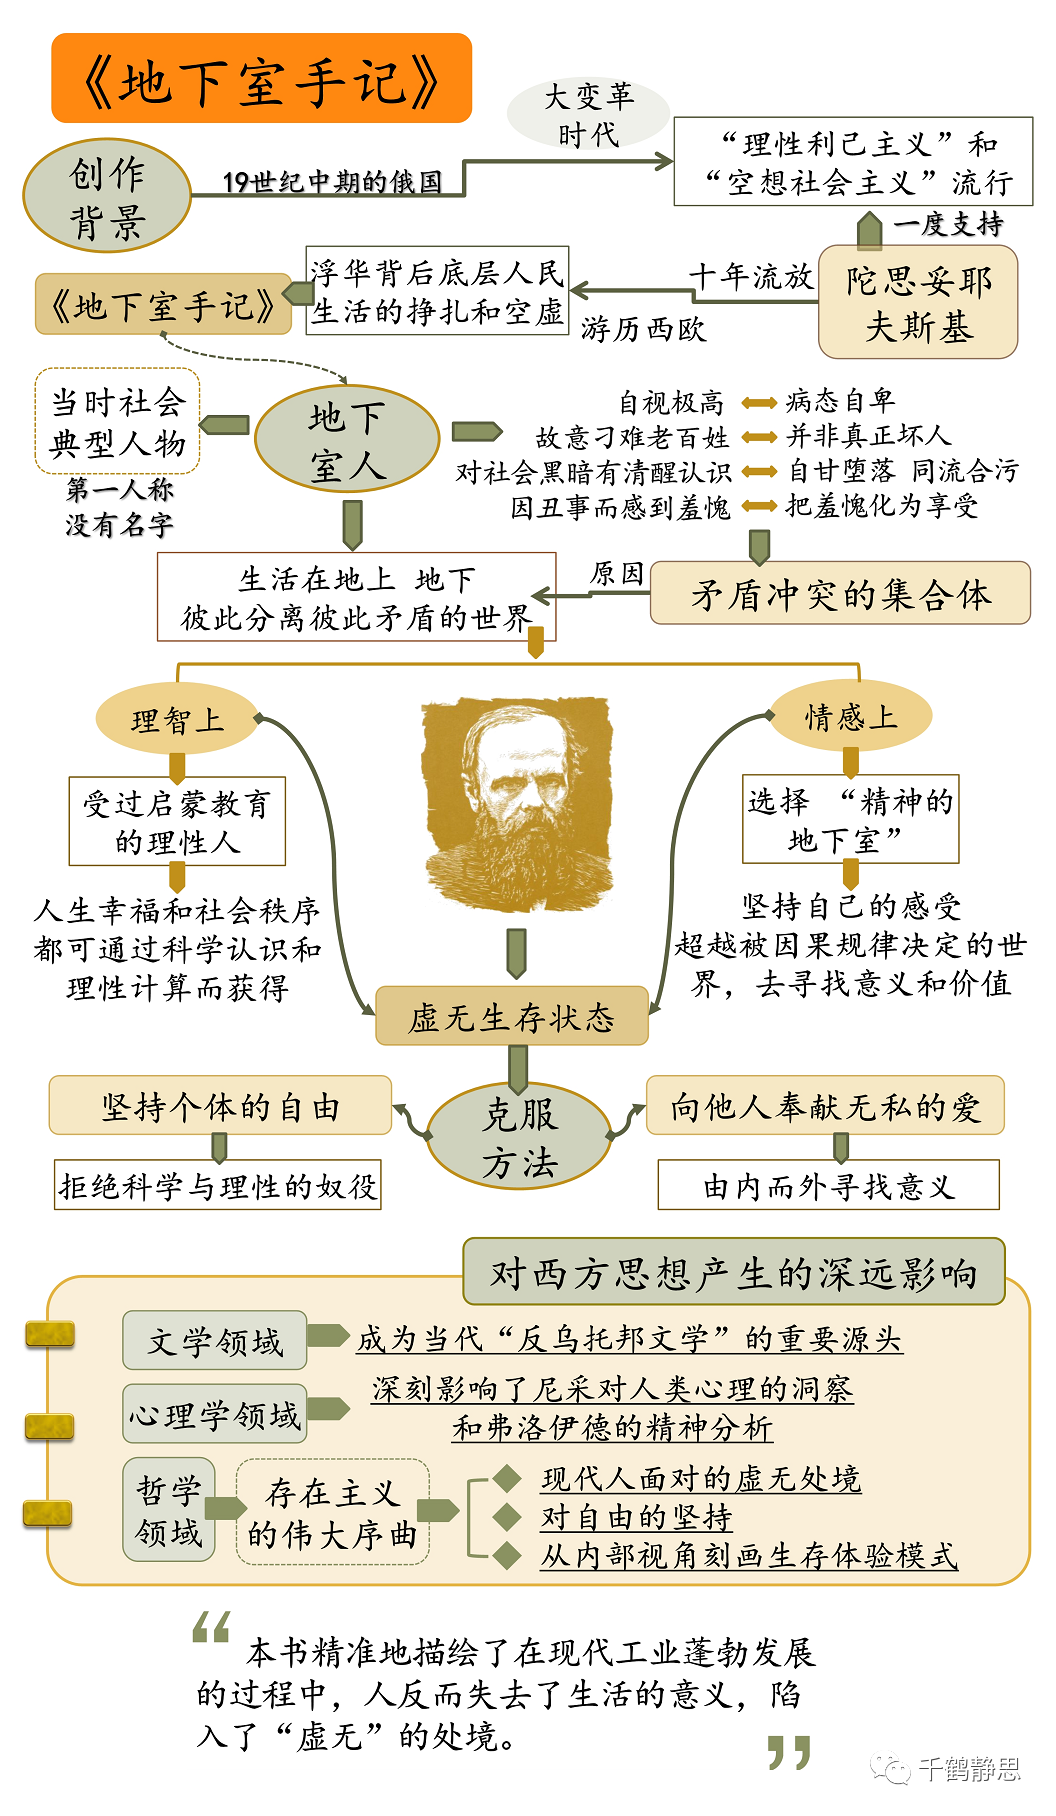 《地下室手记》
大变革
时代
创作
背景
19世纪中期的俄国
“理性利己主义”和
“空想社会主义”流行
一度支持
陀思妥耶
夫斯基
十年流放
游历西欧
浮华背后底层人民
生活的挣扎和空虚
《地下室手记》
当时社会
典型人物
第一人称
没有名字
地下
室人
自视极高
病态自卑
故意刁难老百姓
并非真正坏人
对社会黑暗有清醒认识
自甘堕落 同流合污
因丑事而感到羞愧
把羞愧化为享受
矛盾冲突的集合体
原因
生活在地上 地下
彼此分离彼此矛盾的世界
理智上
情感上
受过启蒙教育
的理性人
选择 “精神的
地下室”
人生幸福和社会秩序
都可通过科学认识和
理性计算而获得
坚持自己的感受
超越被因果规律决定的世
界，去寻找意义和价值
虚无生存状态
克服
方法
坚持个体的自由
向他人奉献无私的爱
拒绝科学与理性的奴役
由内而外寻找意义
对西方思想产生的深远影响
文学领域
成为当代“反乌托邦文学”的重要源头
心理学领域
深刻影响了尼采对人类心理的洞察
和弗洛伊德的精神分析
哲学
领域
存在主义
的伟大序曲
现代人面对的虚无处境
对自由的坚持
从内部视角刻画生存体验模式
“
本书精准地描绘了在现代工业蓬勃发展
的过程中，人反而失去了生活的意义，陷
入了“虚无”的处境。
”
千鹤静思